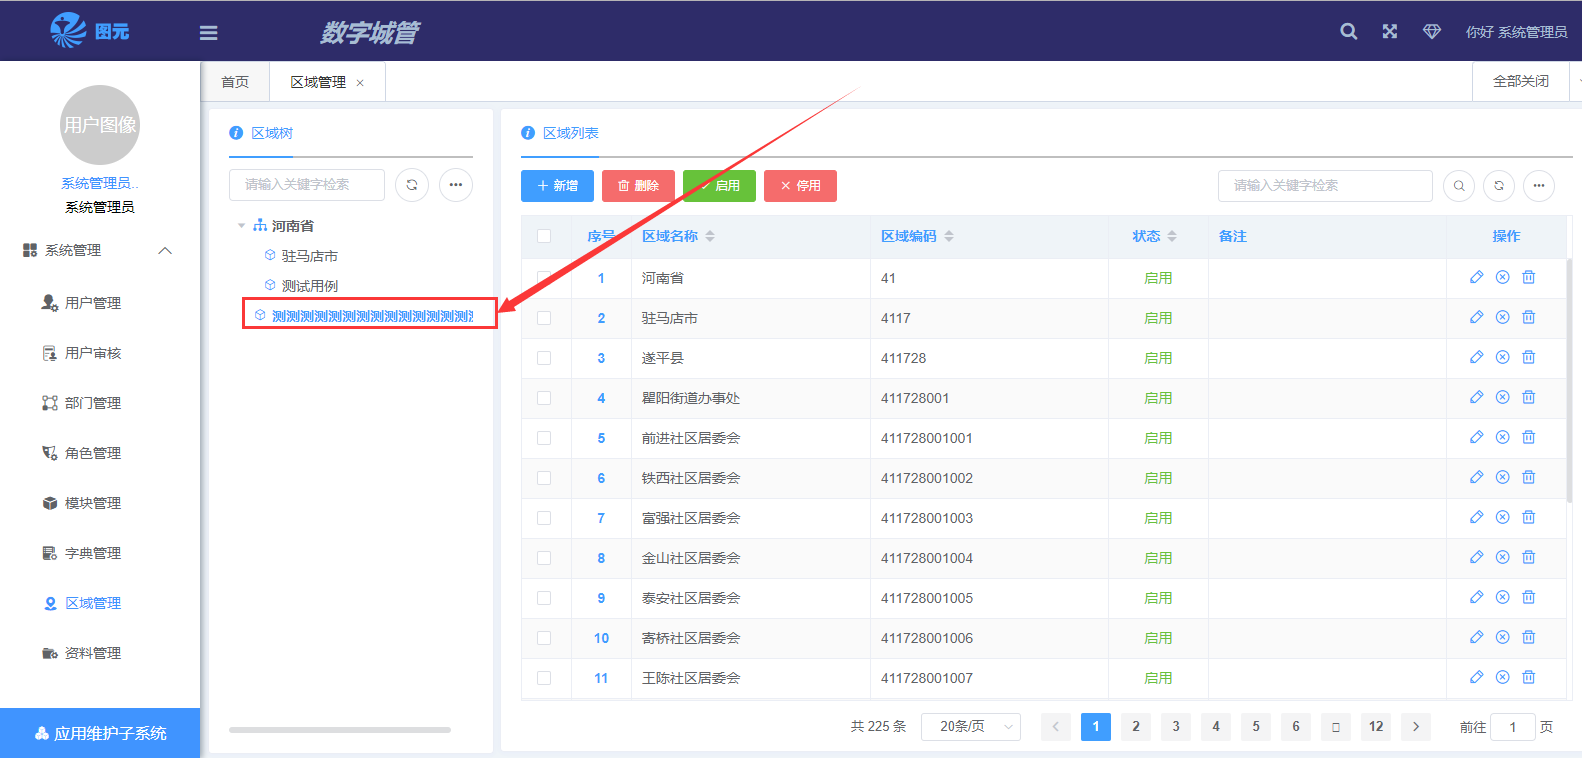 图元
数字城管
你好 系统管理员
用户图像
系统管理员..
系统管理员
系统管理
用户管理
用户审核
部门管理
角色管理
模块管理
字典管理
区域管理
资料管理
应用维护子系统
首页
区域管理 ×
全部关闭
区域树
请输入关键字检索
河南省
驻马店市
测试用例
测测测测测测测测测测测测测测
区域列表
+ 新增
删除
启用
× 停用
请输入关键字检索
序号 区域名称 区域编码 状态 备注 操作
1 河南省 41 启用
2 驻马店市 4117 启用
3 遂平县 411728 启用
4 瞿阳街道办事处 411728001 启用
5 前进社区居委会 411728001001 启用
6 铁西社区居委会 411728001002 启用
7 富强社区居委会 411728001003 启用
8 金山社区居委会 411728001004 启用
9 泰安社区居委会 411728001005 启用
10 寄桥社区居委会 411728001006 启用
11 王陈社区居委会 411728001007 启用
共 225 条 20条/页 < 1 2 3 4 5 6 12 > 前往 1 页